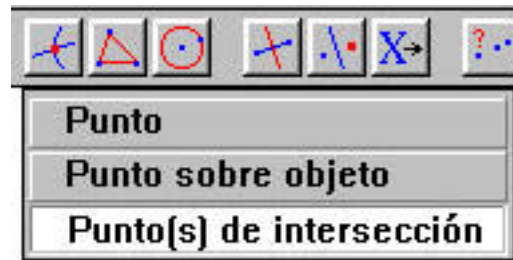 X
?
Punto
Punto sobre objeto
Punto(s) de intersección